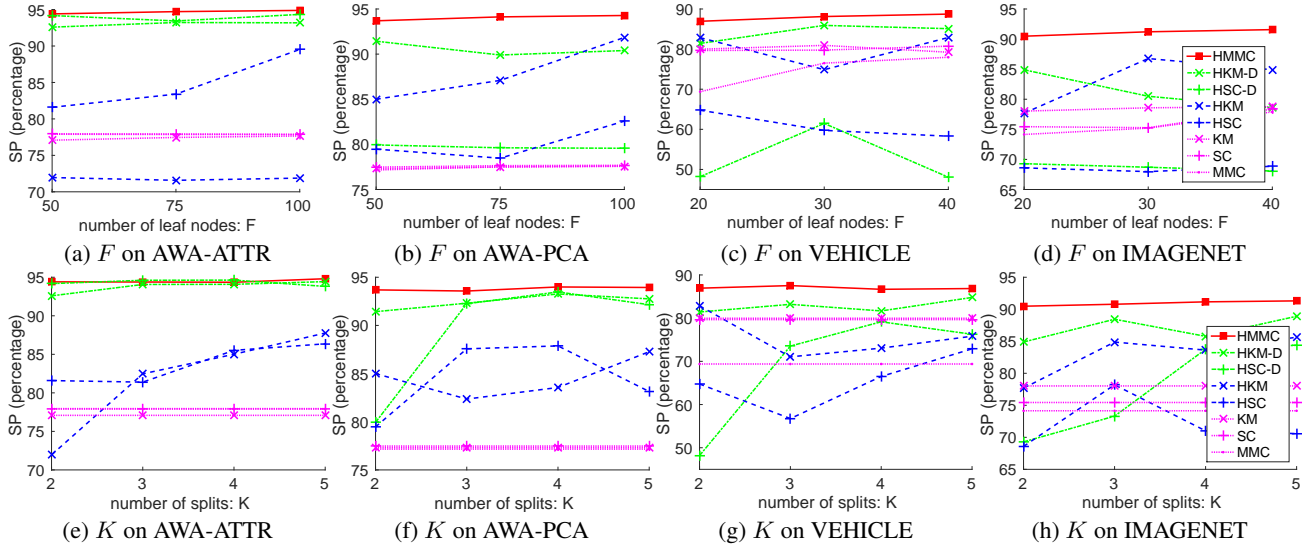 95
90
85
80
75
70
SP (percentage)
50
75
100
number of leaf nodes: F
(a) F on AWA-ATTR
95
90
85
80
75
SP (percentage)
50
75
100
number of leaf nodes: F
(b) F on AWA-PCA
90
80
70
60
50
SP (percentage)
20
30
40
number of leaf nodes: F
(c) F on VEHICLE
95
90
85
80
75
70
65
SP (percentage)
20
30
40
number of leaf nodes: F
HMMC
HKM-D
HSC-D
HKM
HSC
KM
SC
MMC
(d) F on IMAGENET
95
90
85
80
75
70
SP (percentage)
2
3
4
5
number of splits: K
(e) K on AWA-ATTR
95
90
85
80
75
SP (percentage)
2
3
4
5
number of splits: K
(f) K on AWA-PCA
90
80
70
60
50
SP (percentage)
2
3
4
5
number of splits: K
(g) K on VEHICLE
100
95
90
85
80
75
70
65
SP (percentage)
2
3
4
5
number of splits: K
HMMC
HKM-D
HSC-D
HKM
HSC
KM
SC
MMC
(h) K on IMAGENET